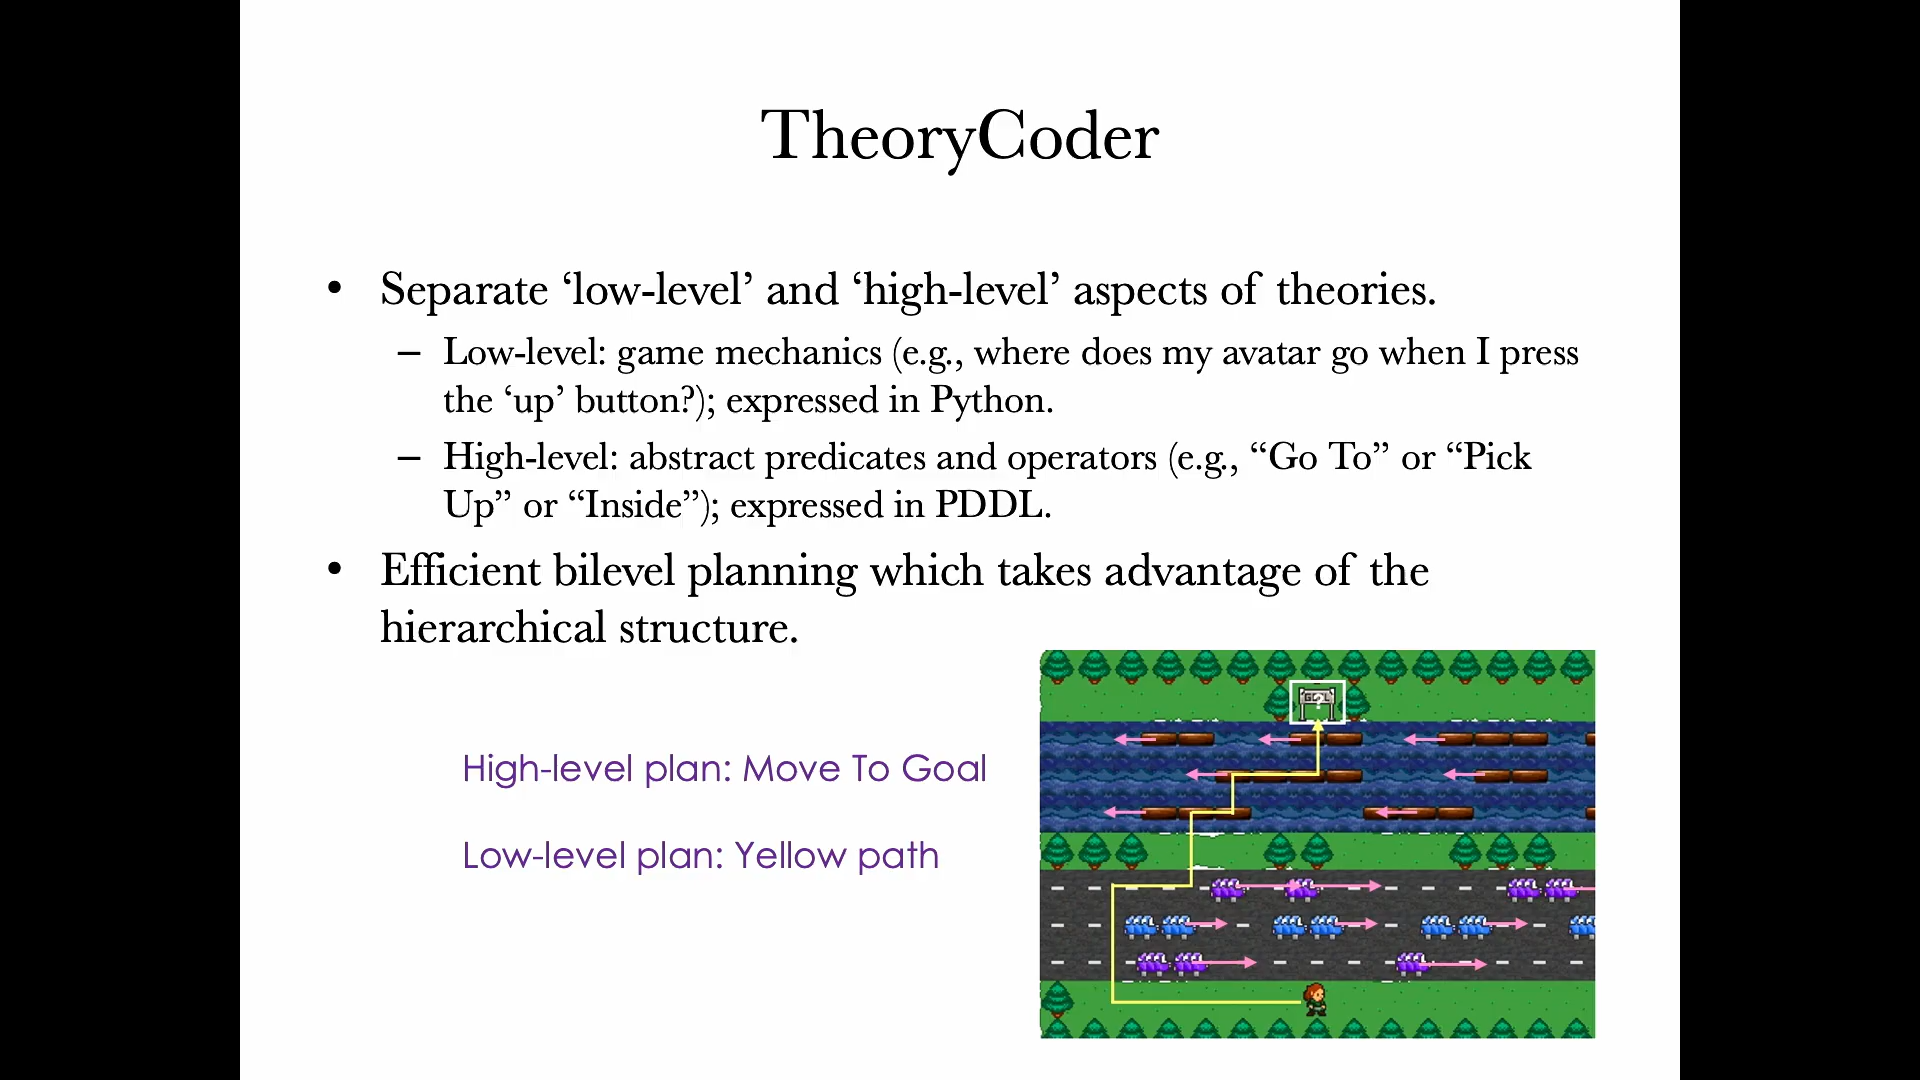 TheoryCoder
• Separate ‘low-level’ and ‘high-level’ aspects of theories.
– Low-level: game mechanics (e.g., where does my avatar go when I press
the ‘up’ button?); expressed in Python.
– High-level: abstract predicates and operators (e.g., “Go To” or “Pick
Up” or “Inside”); expressed in PDDL.
• Efficient bilevel planning which takes advantage of the
hierarchical structure.
High-level plan: Move To Goal
Low-level plan: Yellow path